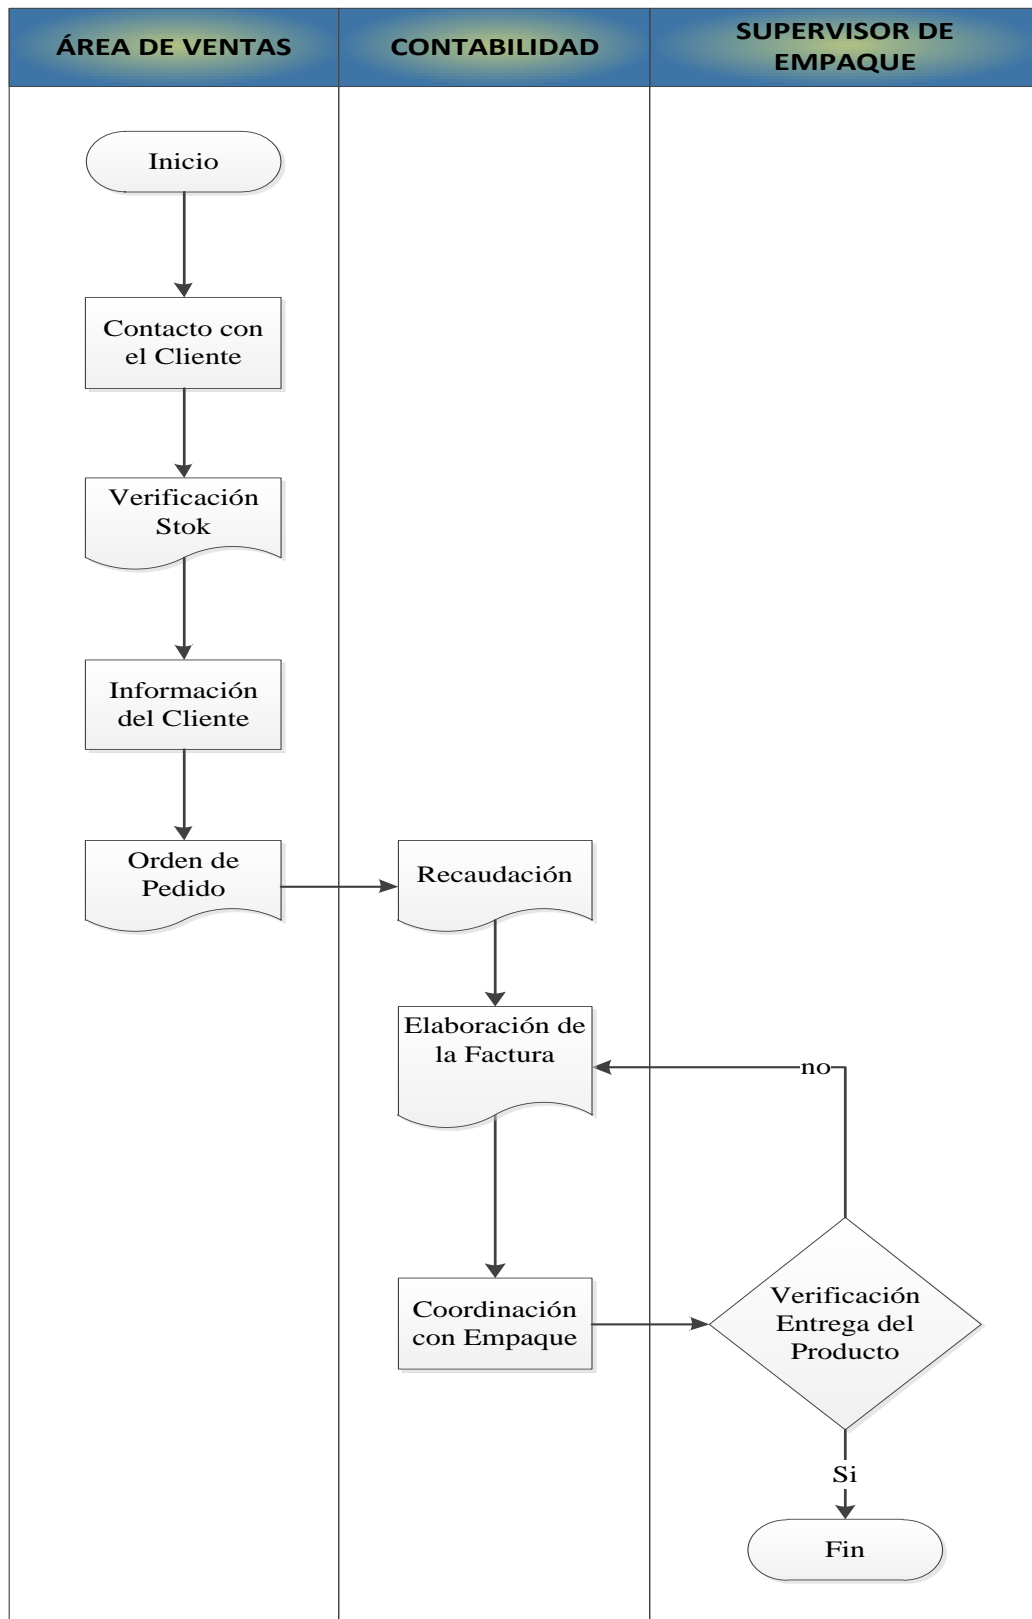 ÁREA DE VENTAS
CONTABILIDAD
SUPERVISOR DE
EMPAQUE
Inicio
Contacto con
el Cliente
Verificación
Stok
Información
del Cliente
Orden de
Pedido
Recaudación
Elaboración de
la Factura
no
Coordinación
con Empaque
Verificación
Entrega del
Producto
Si
Fin